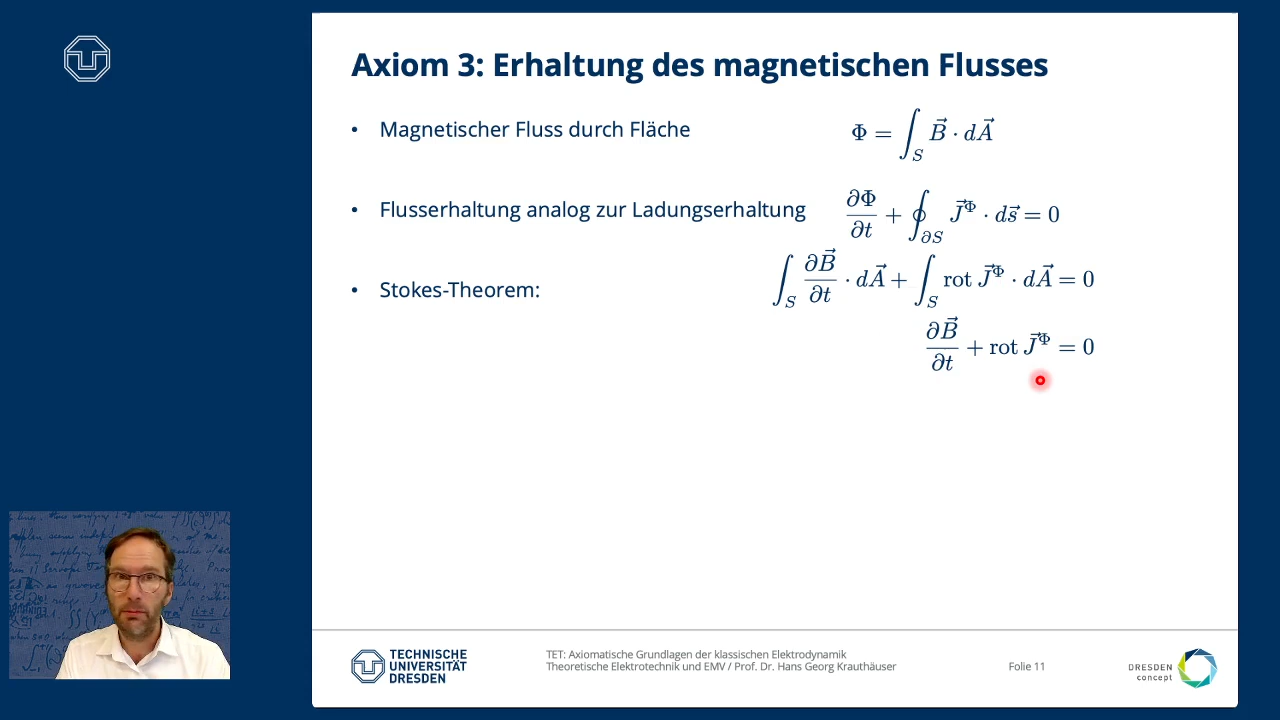 Axiom 3: Erhaltung des magnetischen Flusses
• Magnetischer Fluss durch Fläche
Φ = ∫_S B⃗ · dA⃗
• Flusserhaltung analog zur Ladungserhaltung
∂Φ/∂t + ∮_∂S J⃗^Φ · ds⃗ = 0
• Stokes-Theorem:
∫_S ∂B⃗/∂t · dA⃗ + ∫_S rot J⃗^Φ · dA⃗ = 0
∂B⃗/∂t + rot J⃗^Φ = 0
TECHNISCHE
UNIVERSITÄT
DRESDEN
TET: Axiomatische Grundlagen der klassischen Elektrodynamik
Theoretische Elektrotechnik und EMV / Prof. Dr. Hans Georg Krauthäuser
Folie 11
DRESDEN
concept